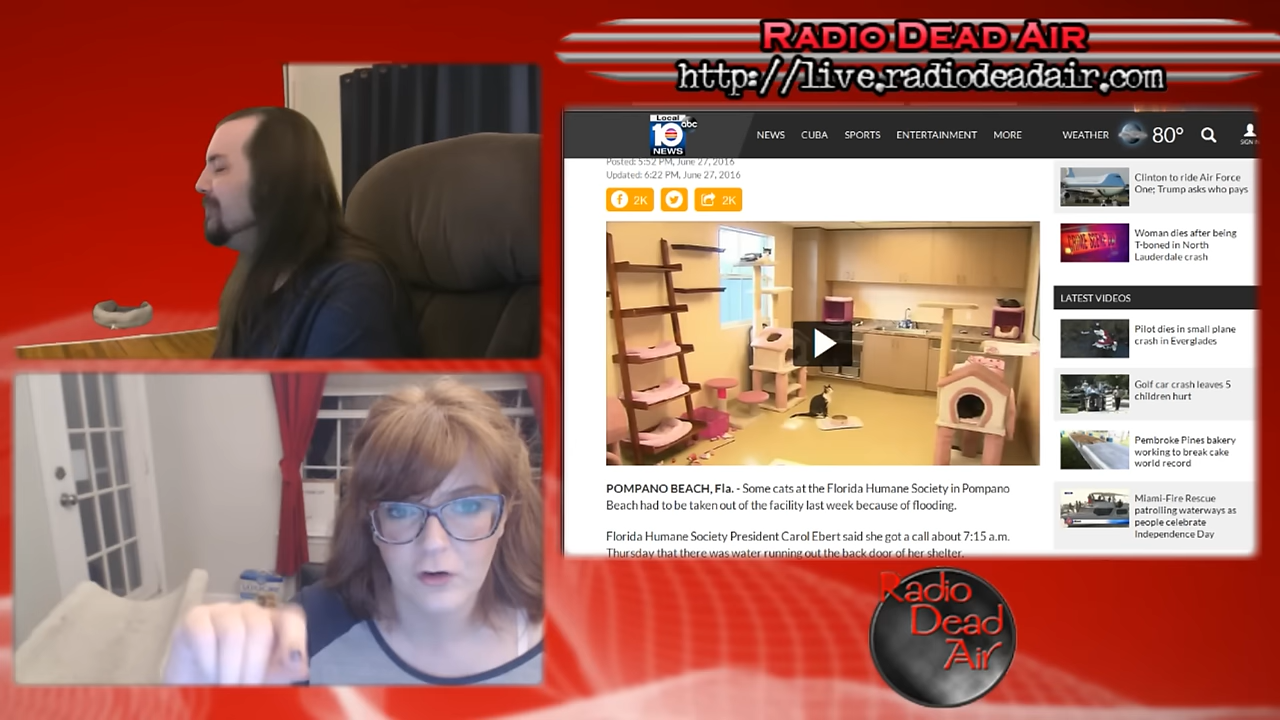 Radio Dead Air
http://live.radiodeadair.com
Local
10 abc
NEWS
NEWS CUBA SPORTS ENTERTAINMENT MORE WEATHER 80° SIGN IN
Posted: 5:52 PM, June 27, 2016
Updated: 6:22 PM, June 27, 2016
2K 2K
Clinton to ride Air Force
One; Trump asks who pays
Woman dies after being
T-boned in North
Lauderdale crash
LATEST VIDEOS
Pilot dies in small plane
crash in Everglades
Golf car crash leaves 5
children hurt
Pembroke Pines bakery
working to break cake
world record
Miami-Fire Rescue
patrolling waterways as
people celebrate
Independence Day
POMPANO BEACH, Fla. - Some cats at the Florida Humane Society in Pompano
Beach had to be taken out of the facility last week because of flooding.
Florida Humane Society President Carol Ebert said she got a call about 7:15 a.m.
Thursday that there was water running out the back door of her shelter.
Radio
Dead
Air